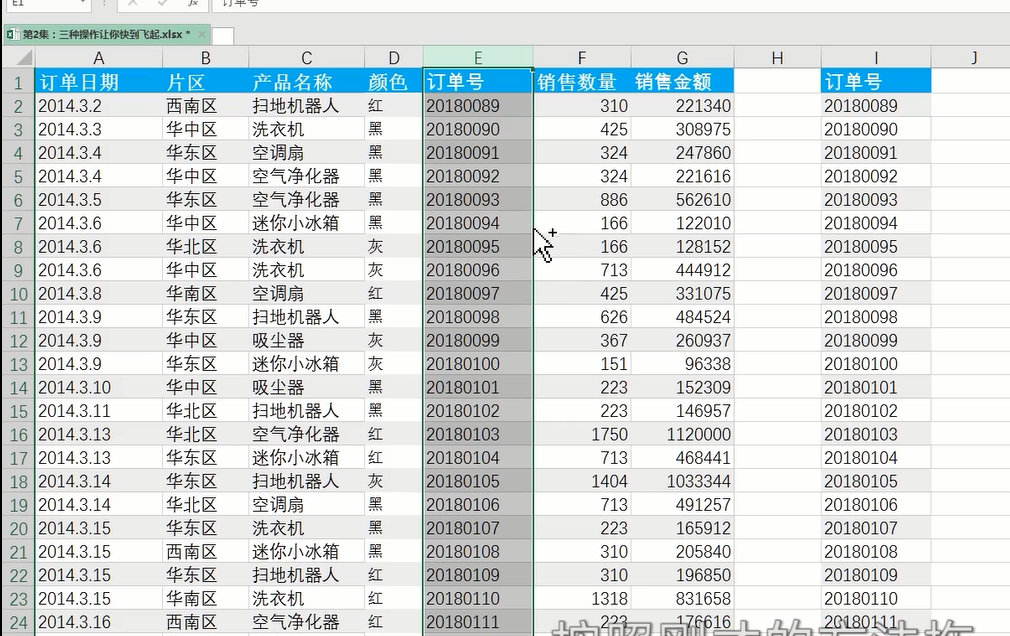 E1 fx 订单号
第2集：三种操作让你快到飞起.xlsx *
A B C D E F G H I J
1 订单日期 片区 产品名称 颜色 订单号 销售数量 销售金额 订单号
2 2014.3.2 西南区 扫地机器人 红 20180089 310 221340 20180089
3 2014.3.3 华中区 洗衣机 黑 20180090 425 308975 20180090
4 2014.3.4 华东区 空调扇 黑 20180091 324 247860 20180091
5 2014.3.4 华中区 空气净化器 黑 20180092 324 221616 20180092
6 2014.3.5 华东区 空气净化器 黑 20180093 886 562610 20180093
7 2014.3.6 华中区 迷你小冰箱 黑 20180094 166 122010 20180094
8 2014.3.6 华北区 洗衣机 灰 20180095 166 128152 20180095
9 2014.3.6 华中区 洗衣机 灰 20180096 713 444912 20180096
10 2014.3.8 华南区 空调扇 红 20180097 425 331075 20180097
11 2014.3.9 华东区 扫地机器人 黑 20180098 626 484524 20180098
12 2014.3.9 华中区 吸尘器 灰 20180099 367 260937 20180099
13 2014.3.9 华东区 迷你小冰箱 灰 20180100 151 96338 20180100
14 2014.3.10 华中区 吸尘器 黑 20180101 223 152309 20180101
15 2014.3.11 华北区 扫地机器人 黑 20180102 223 146957 20180102
16 2014.3.13 华北区 空气净化器 红 20180103 1750 1120000 20180103
17 2014.3.13 华东区 迷你小冰箱 红 20180104 713 468441 20180104
18 2014.3.14 华东区 扫地机器人 灰 20180105 1404 1033344 20180105
19 2014.3.14 华北区 空调扇 黑 20180106 713 491257 20180106
20 2014.3.15 华东区 洗衣机 黑 20180107 223 165912 20180107
21 2014.3.15 西南区 迷你小冰箱 黑 20180108 310 205840 20180108
22 2014.3.15 华东区 扫地机器人 红 20180109 310 196850 20180109
23 2014.3.15 华南区 洗衣机 红 20180110 1318 831658 20180110
24 2014.3.16 西南区 空气净化器 红 20180111 223 176616 20180111